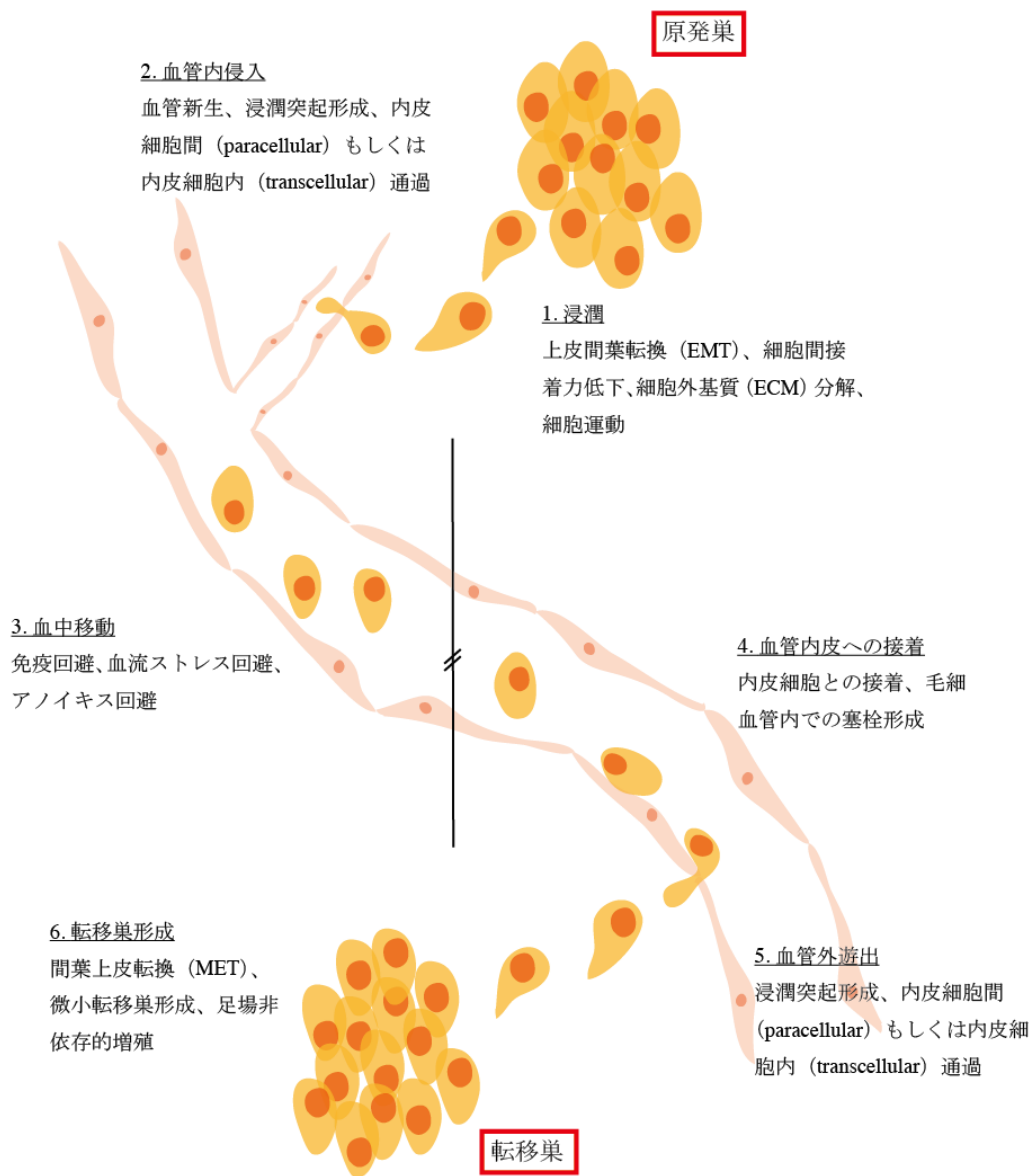 原発巣
2. 血管内侵入
血管新生、浸潤突起形成、内皮
細胞間（paracellular）もしくは
内皮細胞内（transcellular）通過
1. 浸潤
上皮間葉転換（EMT）、細胞間接
着力低下、細胞外基質（ECM）分解、
細胞運動
3. 血中移動
免疫回避、血流ストレス回避、
アノイキス回避
4. 血管内皮への接着
内皮細胞との接着、毛細
血管内での塞栓形成
5. 血管外遊出
浸潤突起形成、内皮細胞間
(paracellular）もしくは内皮細
胞内（transcellular）通過
6. 転移巣形成
間葉上皮転換（MET）、
微小転移巣形成、足場非
依存的増殖
転移巣